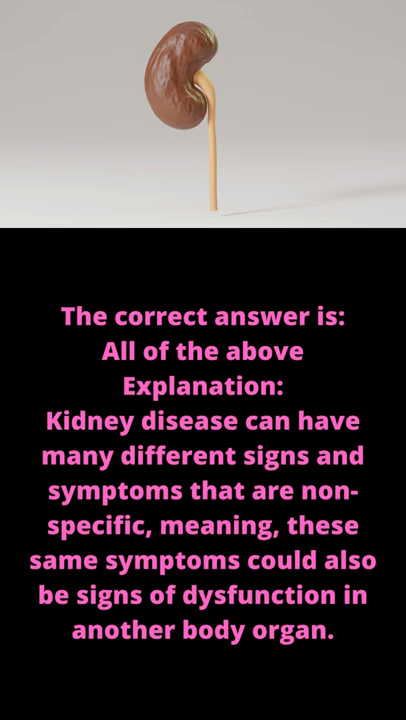 The correct answer is:
All of the above
Explanation:
Kidney disease can have
many different signs and
symptoms that are non-
specific, meaning, these
same symptoms could also
be signs of dysfunction in
another body organ.